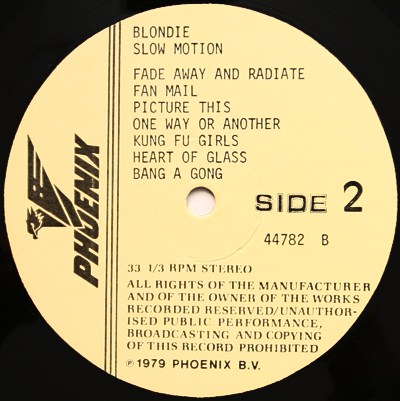 BLONDIE
SLOW MOTION
FADE AWAY AND RADIATE
FAN MAIL
PICTURE THIS
ONE WAY OR ANOTHER
KUNG FU GIRLS
HEART OF GLASS
BANG A GONG
PHOENIX
SIDE 2
44782 B
33 1/3 RPM STEREO
ALL RIGHTS OF THE MANUFACTURER
AND OF THE OWNER OF THE WORKS
RECORDED RESERVED/UNAUTHOR-
ISED PUBLIC PERFORMANCE,
BROADCASTING AND COPYING
OF THIS RECORD PROHIBITED
℗ 1979 PHOENIX B.V.